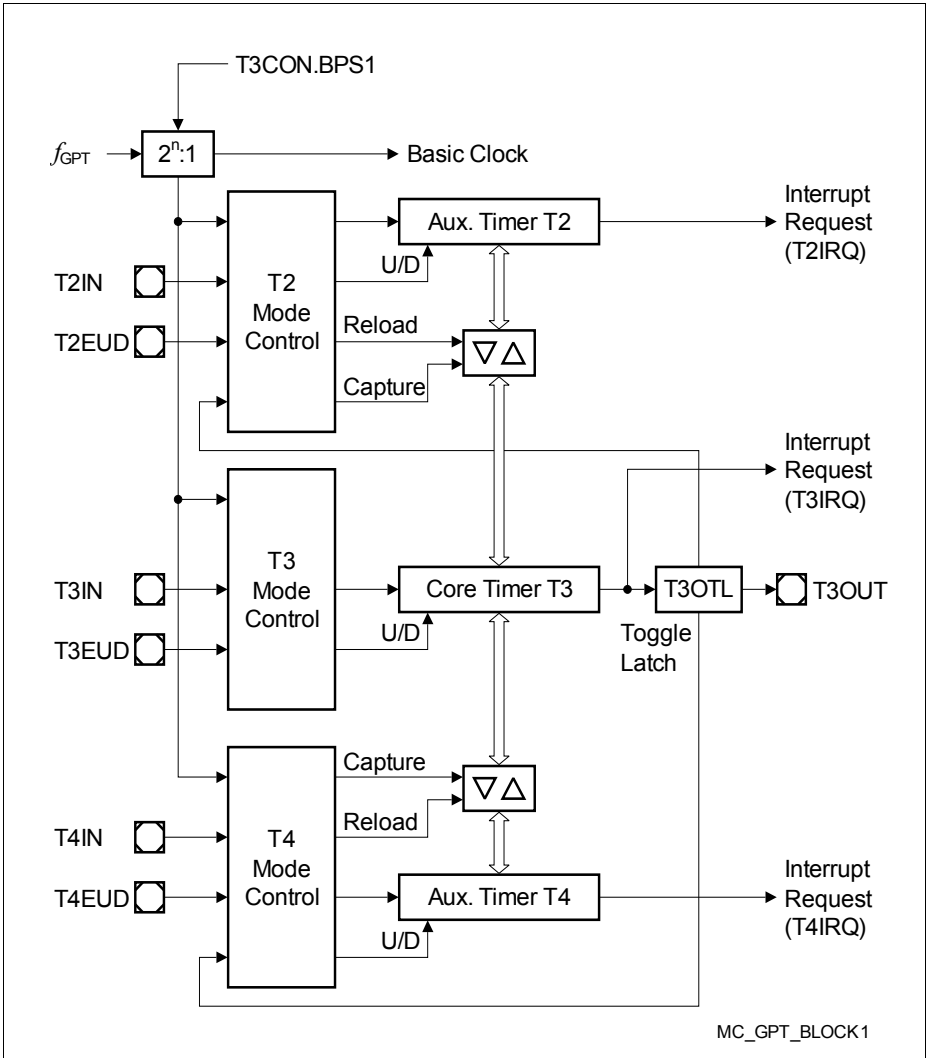 T3CON.BPS1
fGPT
2n:1
Basic Clock
Interrupt
Request
(T2IRQ)
Aux. Timer T2
U/D
T2IN
T2
Mode
Control
T2EUD
Reload
Capture
Interrupt
Request
(T3IRQ)
T3
Mode
Control
T3IN
Core Timer T3
T3OTL
T3OUT
U/D
T3EUD
Toggle
Latch
Capture
Reload
T4IN
T4
Mode
Control
T4EUD
Aux. Timer T4
U/D
Interrupt
Request
(T4IRQ)
MC_GPT_BLOCK1